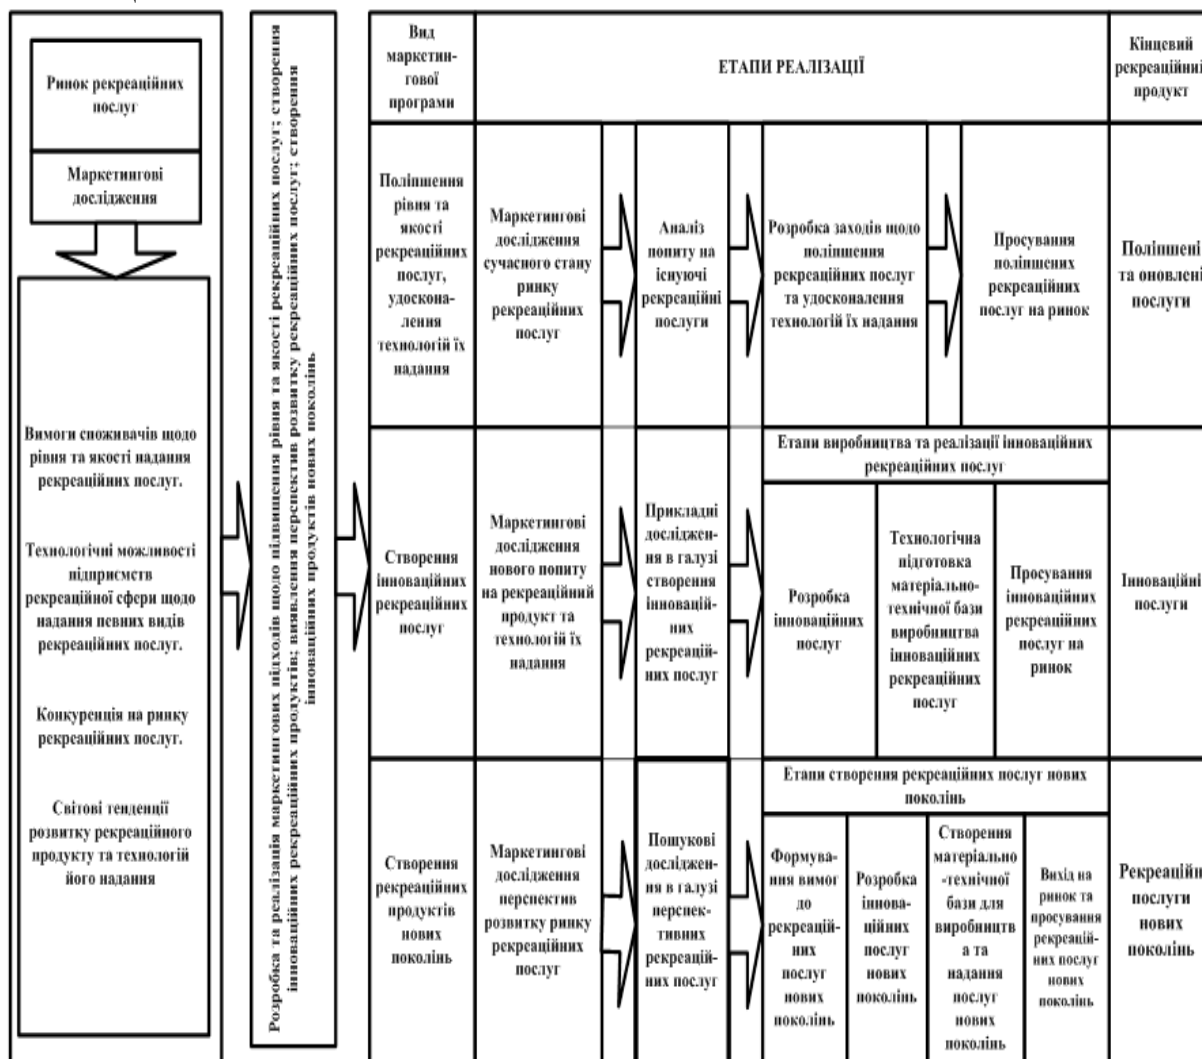 Ринок рекреаційних
послуг
Маркетингові
дослідження
Вимоги споживачів щодо
рівня та якості надання
рекреаційних послуг.
Технологічні можливості
підприємств
рекреаційної сфери щодо
надання певних видів
рекреаційних послуг.
Конкуренція на ринку
рекреаційних послуг.
Світові тенденції
розвитку рекреаційного
продукту та технологій
його надання
Розробка та реалізація маркетингових підходів щодо підвищення рівня та якості рекреаційних послуг; створення
інноваційних рекреаційних продуктів; виявлення перспектив розвитку рекреаційних послуг; створення
інноваційних продуктів нових поколінь
Вид
маркетин-
гової
програми
ЕТАПИ РЕАЛІЗАЦІЇ
Кінцевий
рекреаційний
продукт
Поліпшення
рівня та
якості
рекреаційних
послуг,
удоскона-
лення
технологій їх
надання
Маркетингові
дослідження
сучасного стану
ринку
рекреаційних
послуг
Аналіз
попиту на
існуючі
рекреаційні
послуги
Розробка заходів щодо
поліпшення
рекреаційних послуг
та удосконалення
технологій їх надання
Просування
поліпшених
рекреаційних
послуг на ринок
Поліпшені
та оновлені
послуги
Створення
інноваційних
рекреаційних
послуг
Маркетингові
дослідження
нового попиту
на рекреаційний
продукт та
технологій їх
надання
Прикладні
досліджен-
ня в галузі
створення
інновацій-
них
рекреацій-
них послуг
Етапи виробництва та реалізації інноваційних
рекреаційних послуг
Розробка
інноваційних
послуг
Технологічна
підготовка
матеріально-
технічної бази
виробництва
інноваційних
рекреаційних
послуг
Просування
інноваційних
рекреаційних
послуг на
ринок
Інноваційні
послуги
Створення
рекреаційних
продуктів
нових
поколінь
Маркетингові
дослідження
перспектив
розвитку ринку
рекреаційних
послуг
Пошукові
досліджен-
ня в галузі
перспек-
тивних
рекреацій-
них послуг
Етапи створення рекреаційних послуг нових
поколінь
Формува-
ння вимог
до
рекреацій-
них
послуг
нових
поколінь
Розробка
іннова-
ційних
послуг
нових
поколінь
Створення
матеріально
-технічної
бази для
виробництв
а та
надання
послуг
нових
поколінь
Вихід на
ринок та
просування
рекреацій-
них послуг
нових
поколінь
Рекреаційні
послуги
нових
поколінь